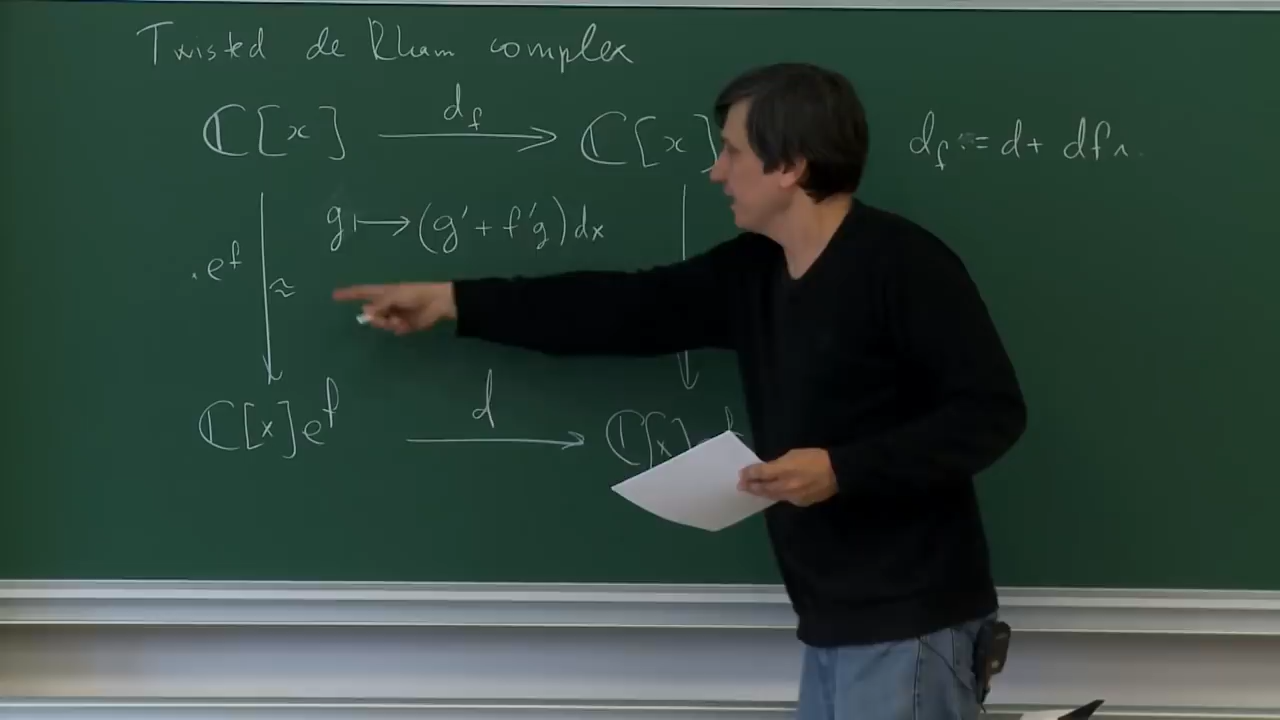 Twisted de Rham complex
ℂ[x] d_f → ℂ[x] d_f := d + df∧
g ↦ (g' + f'g)dx
·e^f ≈
ℂ[x]e^f d → ℂ[x]